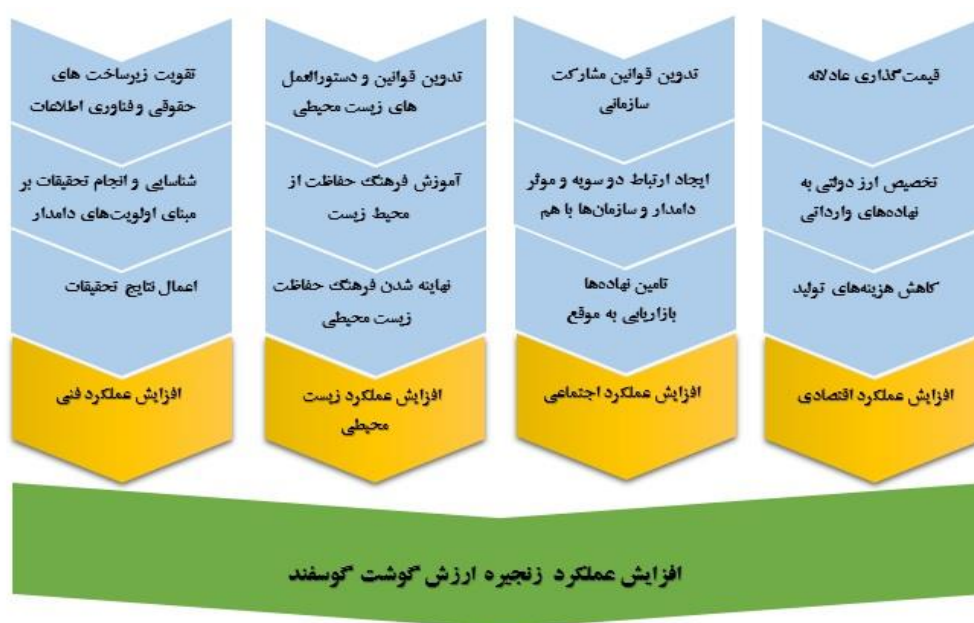 قیمت‌گذاری عادلانه
تخصیص ارز دولتی به
نهاده‌های وارداتی
کاهش هزینه‌های تولید
افزایش عملکرد اقتصادی
تدوین قوانین مشارکت
سازمانی
ایجاد ارتباط دو سویه و موثر
دامدار و سازمان‌ها با هم
تامین نهاده‌ها
بازاریابی به موقع
افزایش عملکرد اجتماعی
تدوین قوانین و دستورالعمل
های زیست محیطی
آموزش فرهنگ حفاظت از
محیط زیست
نهاینه شدن فرهنگ حفاظت
زیست محیطی
افزایش عملکرد زیست
محیطی
تقویت زیرساخت های
حقوقی و فناوری اطلاعات
شناسایی و انجام تحقیقات بر
مبنای اولویت‌های دامدار
اعمال نتایج تحقیقات
افزایش عملکرد فنی
افزایش عملکرد زنجیره ارزش گوشت گوسفند